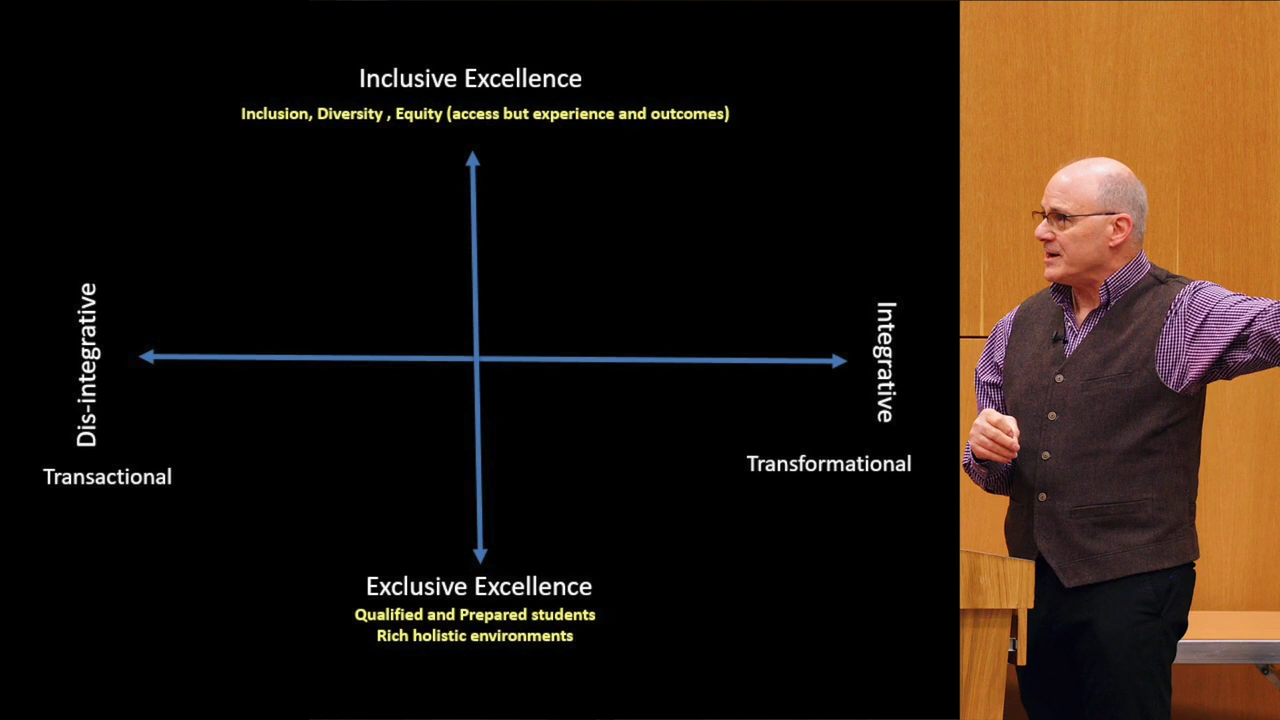 Inclusive Excellence
Inclusion, Diversity , Equity (access but experience and outcomes)
Dis-integrative
Integrative
Transactional
Transformational
Exclusive Excellence
Qualified and Prepared students
Rich holistic environments